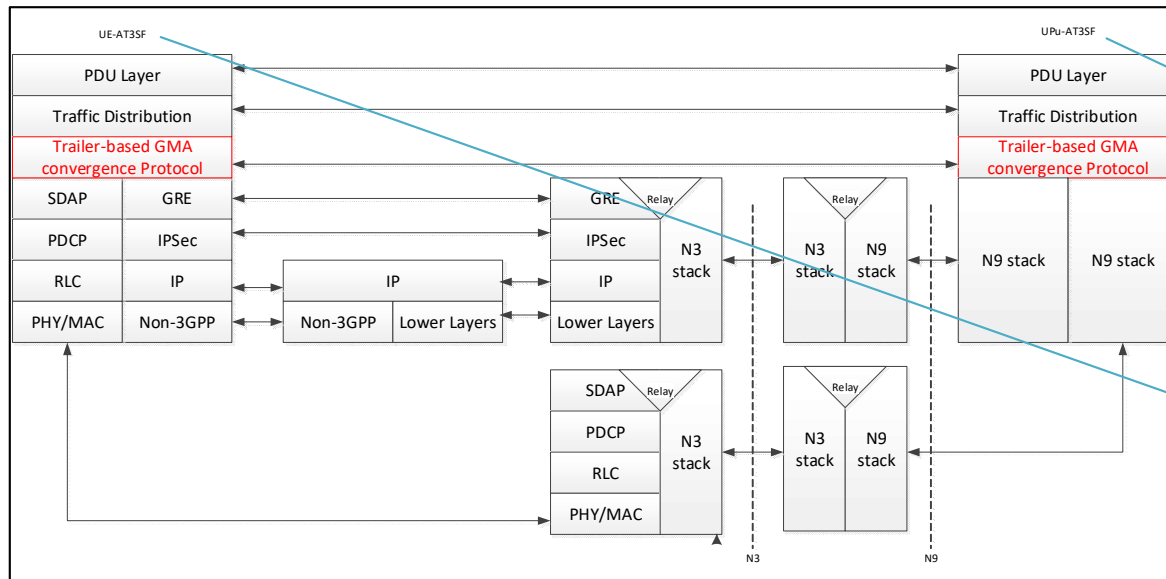 UE-AT3SF
UPu-AT3SF
PDU Layer
PDU Layer
Traffic Distribution
Traffic Distribution
Trailer-based GMA
convergence Protocol
Trailer-based GMA
convergence Protocol
SDAP
GRE
GRE
Relay
Relay
PDCP
IPSec
IPSec
N3
stack
N3
stack
N9
stack
N9 stack
N9 stack
RLC
IP
IP
IP
PHY/MAC
Non-3GPP
Non-3GPP
Lower Layers
Lower Layers
SDAP
Relay
Relay
PDCP
N3
stack
N3
stack
N9
stack
RLC
PHY/MAC
N3
N9